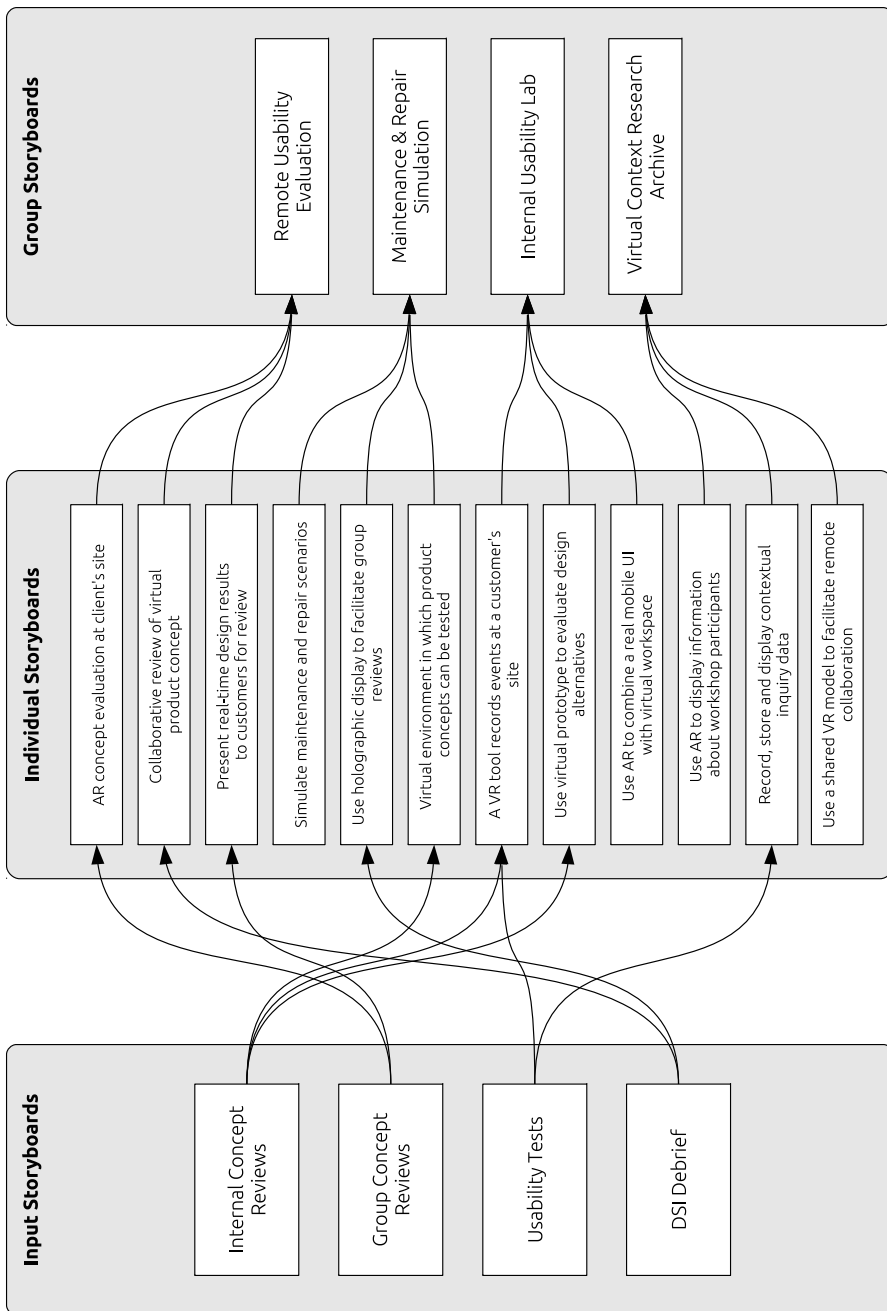 Input Storyboards
Internal Concept
Reviews
Group Concept
Reviews
Usability Tests
DSI Debrief
Individual Storyboards
AR concept evaluation at client's site
Collaborative review of virtual
product concept
Present real-time design results
to customers for review
Simulate maintenance and repair scenarios
Use holographic display to facilitate group
reviews
Virtual environment in which product
concepts can be tested
A VR tool records events at a customer's
site
Use virtual prototype to evaluate design
alternatives
Use AR to combine a real mobile UI
with virtual workspace
Use AR to display information
about workshop participants
Record, store and display contextual
inquiry data
Use a shared VR model to facilitate remote
collaboration
Group Storyboards
Remote Usability
Evaluation
Maintenance & Repair
Simulation
Internal Usability Lab
Virtual Context Research
Archive